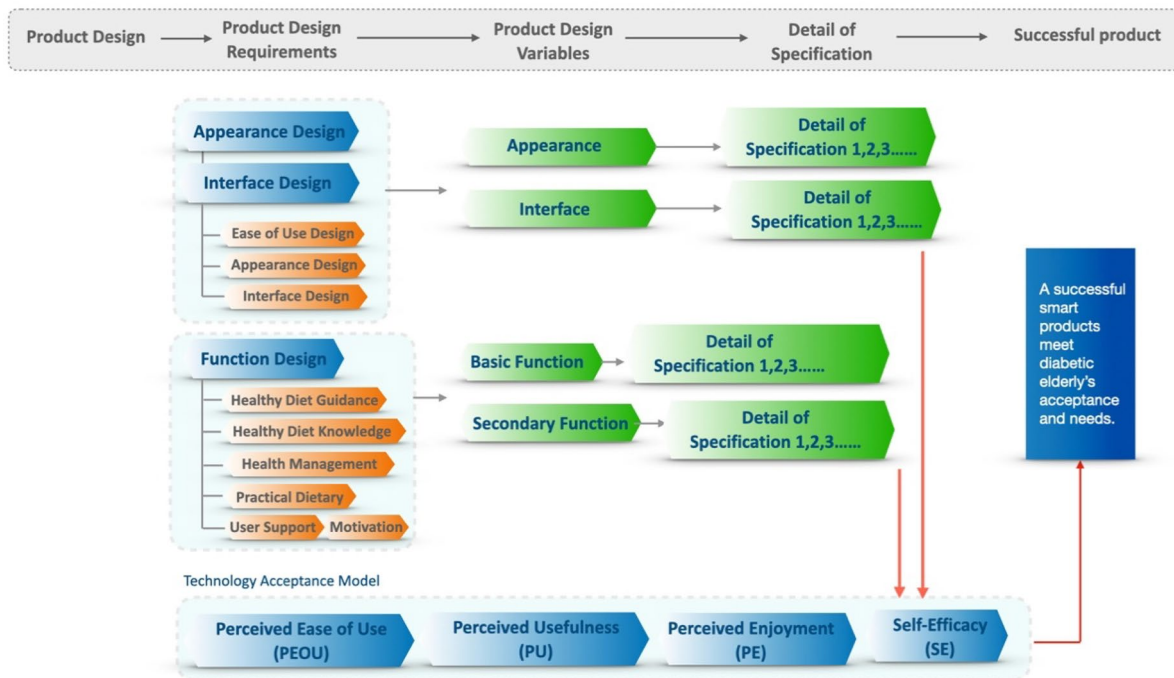 Product Design
Product Design
Requirements
Product Design
Variables
Detail of
Specification
Successful product
Appearance Design
Interface Design
Ease of Use Design
Appearance Design
Interface Design
Appearance
Detail of
Specification 1,2,3......
Interface
Detail of
Specification 1,2,3......
Function Design
Healthy Diet Guidance
Healthy Diet Knowledge
Health Management
Practical Dietary
User Support
Motivation
Basic Function
Detail of
Specification 1,2,3......
Secondary Function
Detail of
Specification 1,2,3......
A successful
smart
products
meet
diabetic
elderly's
acceptance
and needs.
Technology Acceptance Model
Perceived Ease of Use
(PEOU)
Perceived Usefulness
(PU)
Perceived Enjoyment
(PE)
Self-Efficacy
(SE)